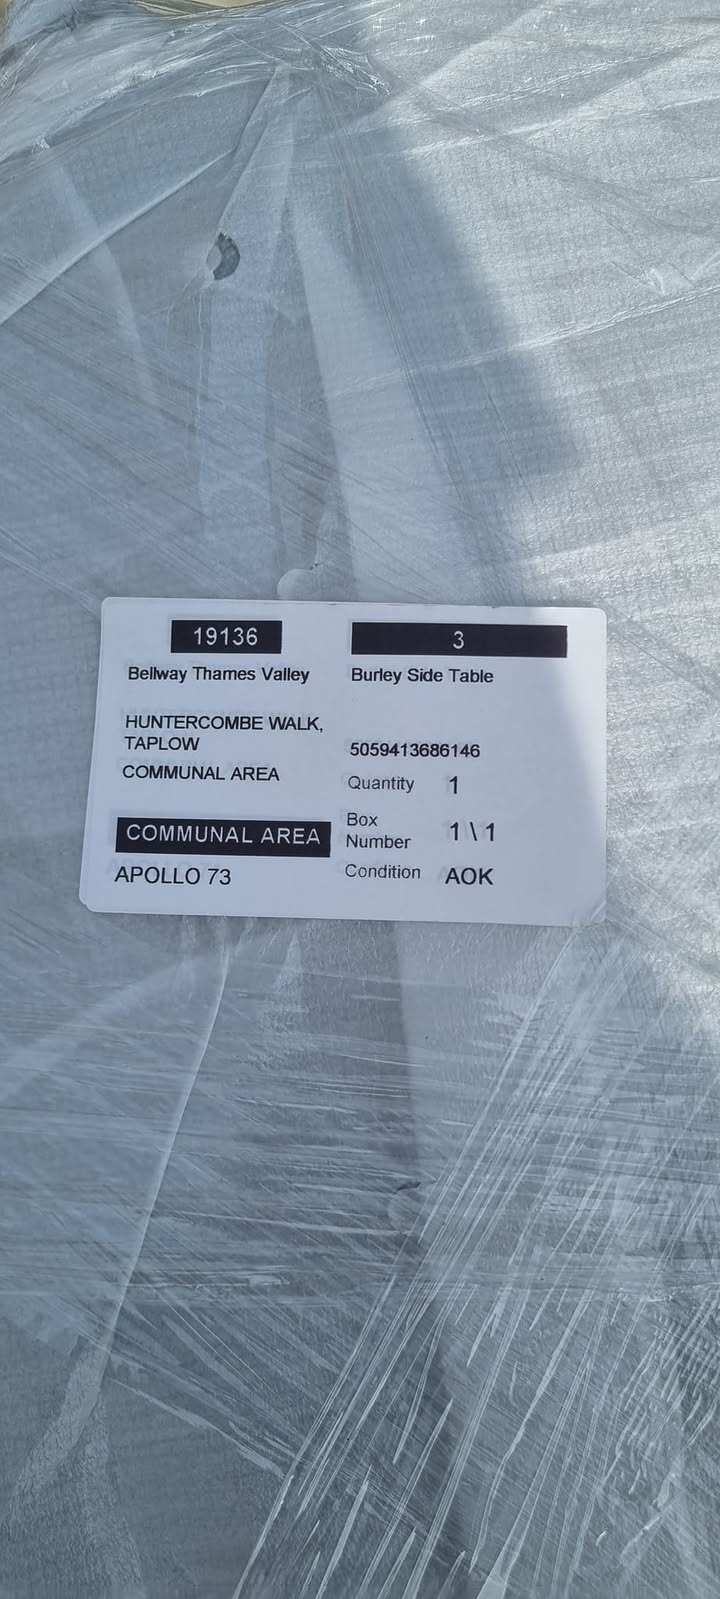 19136
Bellway Thames Valley
HUNTERCOMBE WALK,
TAPLOW
COMMUNAL AREA
COMMUNAL AREA
APOLLO 73
3
Burley Side Table
5059413686146
Quantity 1
Box
Number 1 \ 1
Condition AOK